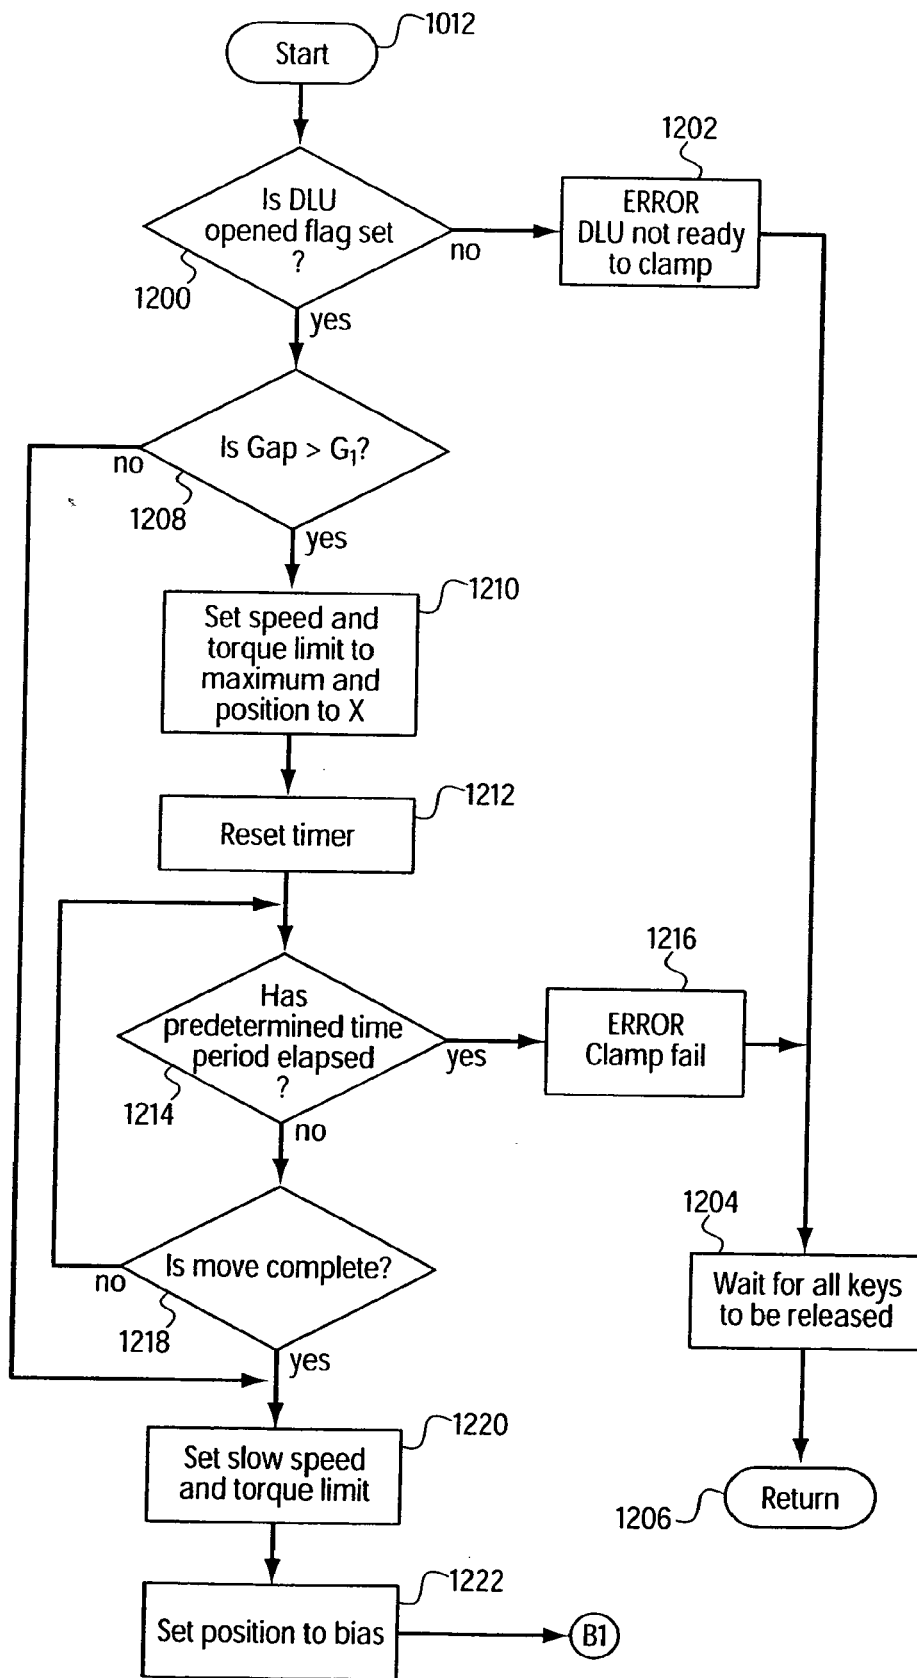 Start
1012
Is DLU
opened flag set
?
1200
no
yes
1202
ERROR
DLU not ready
to clamp
Is Gap > G₁?
no
1208
yes
1210
Set speed and
torque limit to
maximum and
position to X
1212
Reset timer
Has
predetermined time
period elapsed
?
1214
yes
no
1216
ERROR
Clamp fail
Is move complete?
no
1218
yes
1204
Wait for all keys
to be released
1220
Set slow speed
and torque limit
1206
Return
1222
Set position to bias
B1